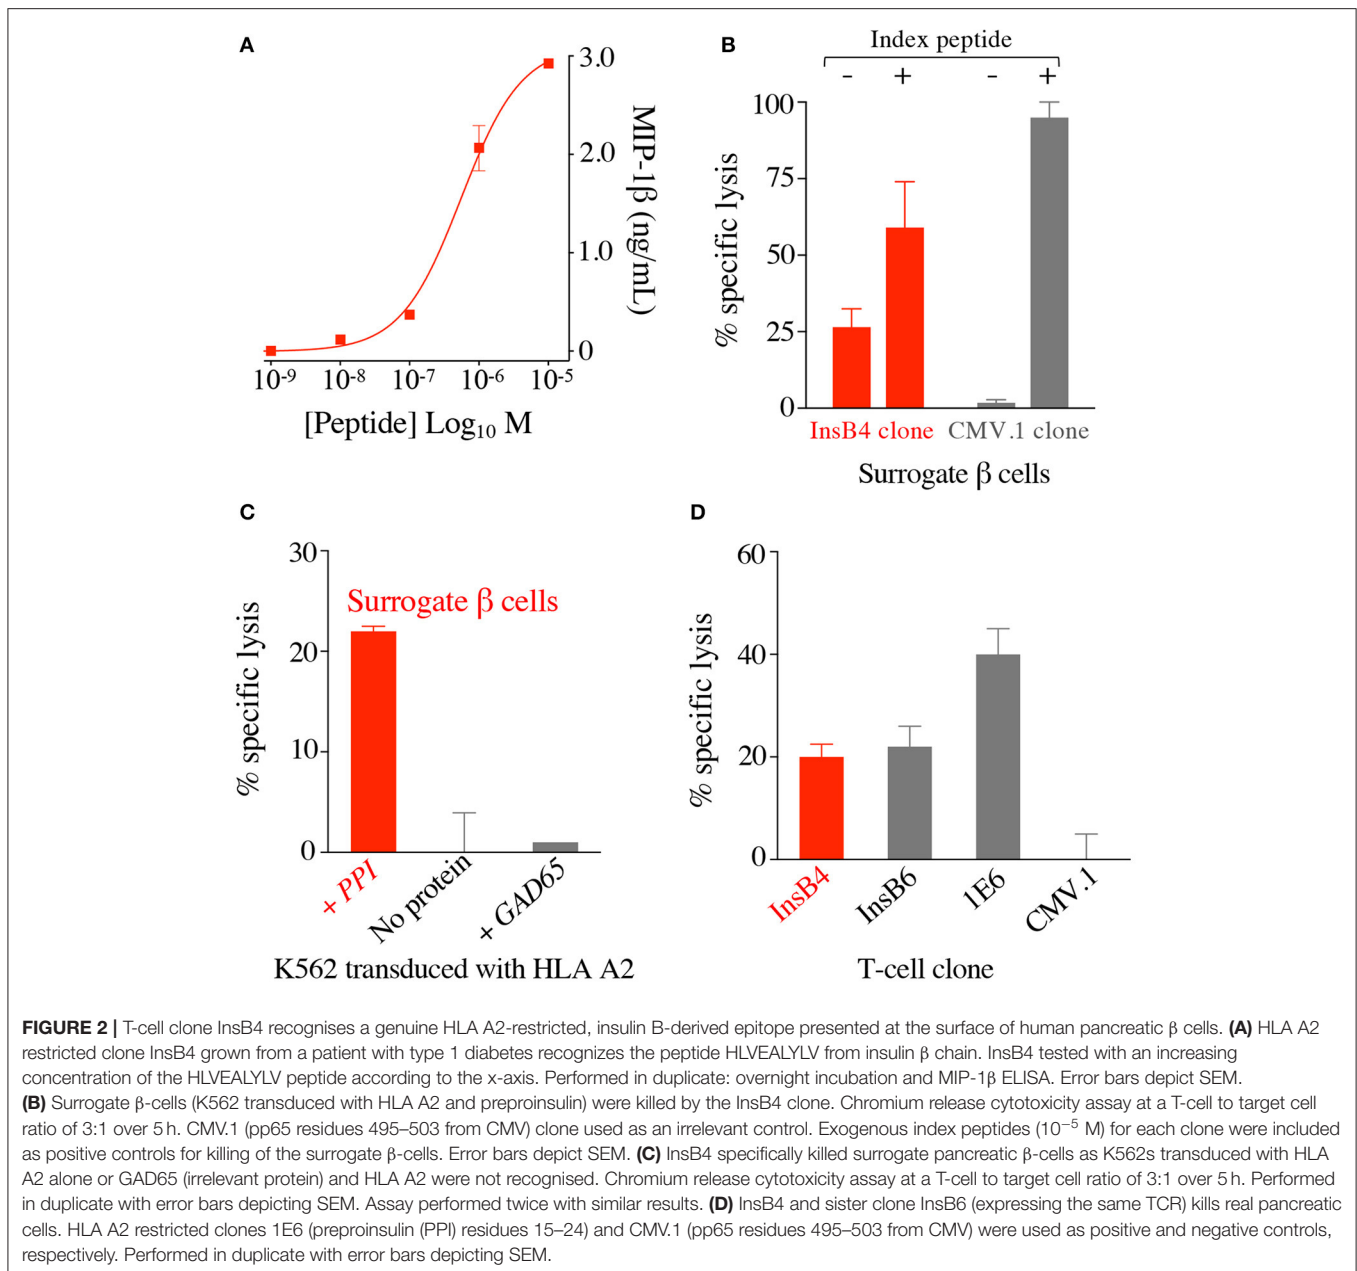 A
3.0
2.0
1.0
0
MIP-1β (ng/mL)
10-9 10-8 10-7 10-6 10-5
[Peptide] Log10 M
B
Index peptide
- + - +
100
75
50
25
0
% specific lysis
InsB4 clone CMV.1 clone
Surrogate β cells
C
30
20
10
0
% specific lysis
Surrogate β cells
+ PPI
No protein
+ GAD65
K562 transduced with HLA A2
D
60
40
20
0
% specific lysis
InsB4
InsB6
1E6
CMV.1
T-cell clone
FIGURE 2 | T-cell clone InsB4 recognises a genuine HLA A2-restricted, insulin B-derived epitope presented at the surface of human pancreatic β cells. (A) HLA A2
restricted clone InsB4 grown from a patient with type 1 diabetes recognizes the peptide HLVEALYLV from insulin β chain. InsB4 tested with an increasing
concentration of the HLVEALYLV peptide according to the x-axis. Performed in duplicate: overnight incubation and MIP-1β ELISA. Error bars depict SEM.
(B) Surrogate β-cells (K562 transduced with HLA A2 and preproinsulin) were killed by the InsB4 clone. Chromium release cytotoxicity assay at a T-cell to target cell
ratio of 3:1 over 5 h. CMV.1 (pp65 residues 495–503 from CMV) clone used as an irrelevant control. Exogenous index peptides (10−5 M) for each clone were included
as positive controls for killing of the surrogate β-cells. Error bars depict SEM. (C) InsB4 specifically killed surrogate pancreatic β-cells as K562s transduced with HLA
A2 alone or GAD65 (irrelevant protein) and HLA A2 were not recognised. Chromium release cytotoxicity assay at a T-cell to target cell ratio of 3:1 over 5 h. Performed
in duplicate with error bars depicting SEM. Assay performed twice with similar results. (D) InsB4 and sister clone InsB6 (expressing the same TCR) kills real pancreatic
cells. HLA A2 restricted clones 1E6 (preproinsulin (PPI) residues 15–24) and CMV.1 (pp65 residues 495–503 from CMV) were used as positive and negative controls,
respectively. Performed in duplicate with error bars depicting SEM.